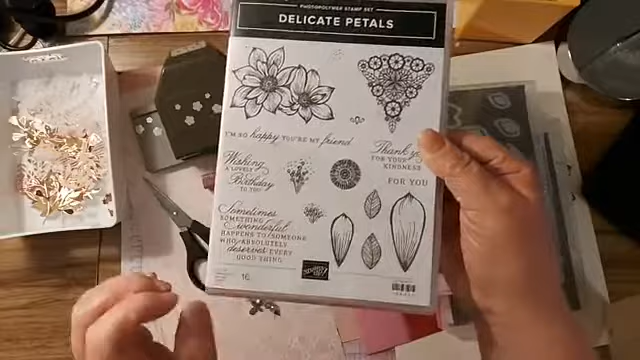 PHOTOPOLYMER STAMP SET
DELICATE PETALS
I'M SO happy YOU'RE MY friend
Thank you
FOR YOUR
KINDNESS
Wishing
A LOVELY
Birthday
TO YOU
FOR YOU
Sometimes
SOMETHING
wonderful
HAPPENS TO SOMEONE
WHO ABSOLUTELY
deserves EVERY
GOOD THING
16